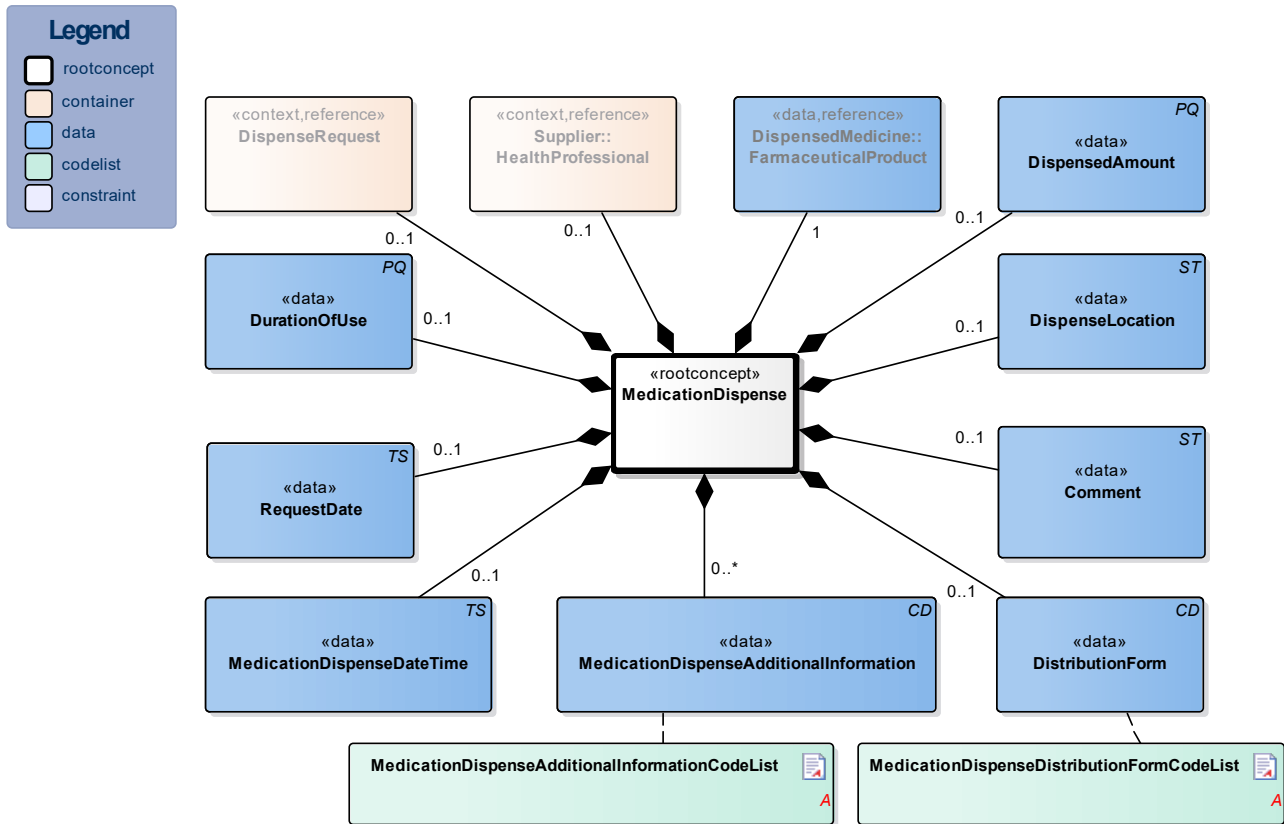 Legend
rootconcept
container
data
codelist
constraint
«context,reference»
DispenseRequest
«context,reference»
Supplier::
HealthProfessional
«data,reference»
DispensedMedicine::
FarmaceuticalProduct
PQ
«data»
DispensedAmount
0..1
0..1
1
0..1
PQ
«data»
DurationOfUse
0..1
ST
«data»
DispenseLocation
0..1
«rootconcept»
MedicationDispense
TS
«data»
RequestDate
0..1
ST
«data»
Comment
0..1
0..1
0..*
0..1
TS
«data»
MedicationDispenseDateTime
CD
«data»
MedicationDispenseAdditionalInformation
CD
«data»
DistributionForm
MedicationDispenseAdditionalInformationCodeList
A
MedicationDispenseDistributionFormCodeList
A